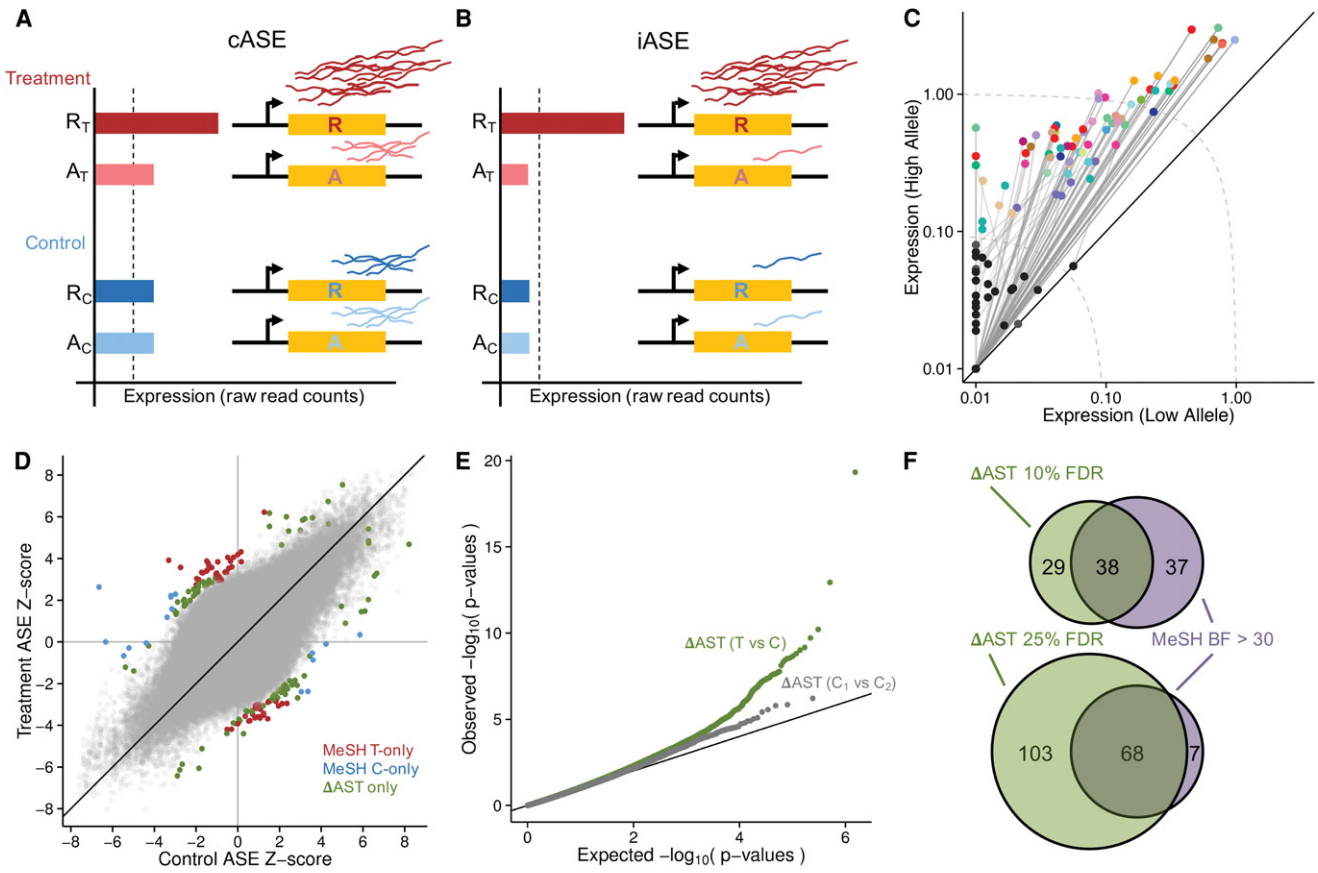 A
cASE
Treatment
R_T
R
A_T
A
Control
R_C
R
A_C
A
Expression (raw read counts)
B
iASE
R_T
R
A_T
A
R_C
R
A_C
A
Expression (raw read counts)
C
Expression (High Allele)
1.00
0.10
0.01
0.01
0.10
1.00
Expression (Low Allele)
D
Treatment ASE Z−score
8
6
4
2
0
−2
−4
−6
−8
MeSH T-only
MeSH C-only
ΔAST only
−8
−6
−4
−2
0
2
4
6
8
Control ASE Z−score
E
Observed −log10( p−values )
20
15
10
5
0
ΔAST (T vs C)
ΔAST (C1 vs C2)
0
2
4
6
Expected −log10( p−values )
F
ΔAST 10% FDR
29
38
37
ΔAST 25% FDR
MeSH BF > 30
103
68
7